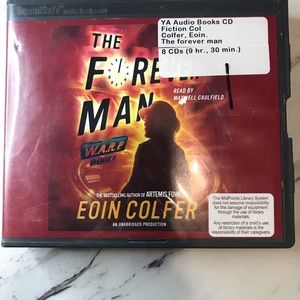 SoundSafe audiobook.com
YA Audio Books CD
Fiction Col
Colfer, Eoin.
The forever man
8 CDs (9 hr., 30 min.)
THE
FOREVER
MAN
READ BY
MAXWELL CAULFIELD
W.A.R.P.
BOOK 3
THE BESTSELLING AUTHOR OF ARTEMIS FOWL
EOIN COLFER
AN UNABRIDGED PRODUCTION
The MidPointe Library System
does not assume responsibility for
the damage of equipment
through the use of library
materials.
Any restriction of a child's use of
library materials is the
responsibility of their caregivers.